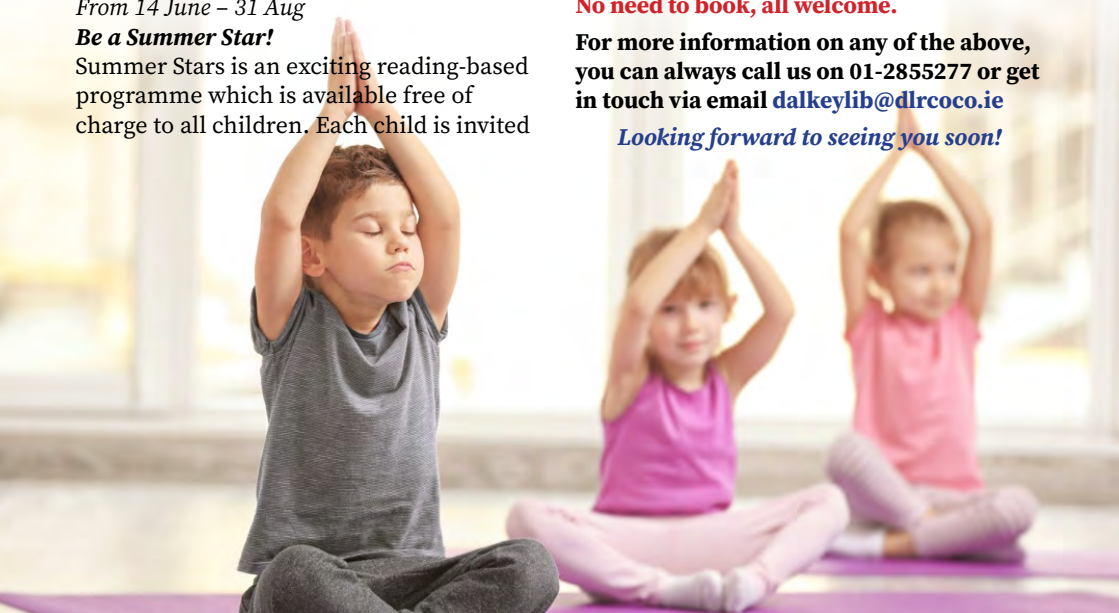 From 14 June – 31 Aug
Be a Summer Star!
Summer Stars is an exciting reading-based
programme which is available free of
charge to all children. Each child is invited
No need to book, all welcome.
For more information on any of the above,
you can always call us on 01-2855277 or get
in touch via email dalkeylib@dlrcoco.ie
Looking forward to seeing you soon!